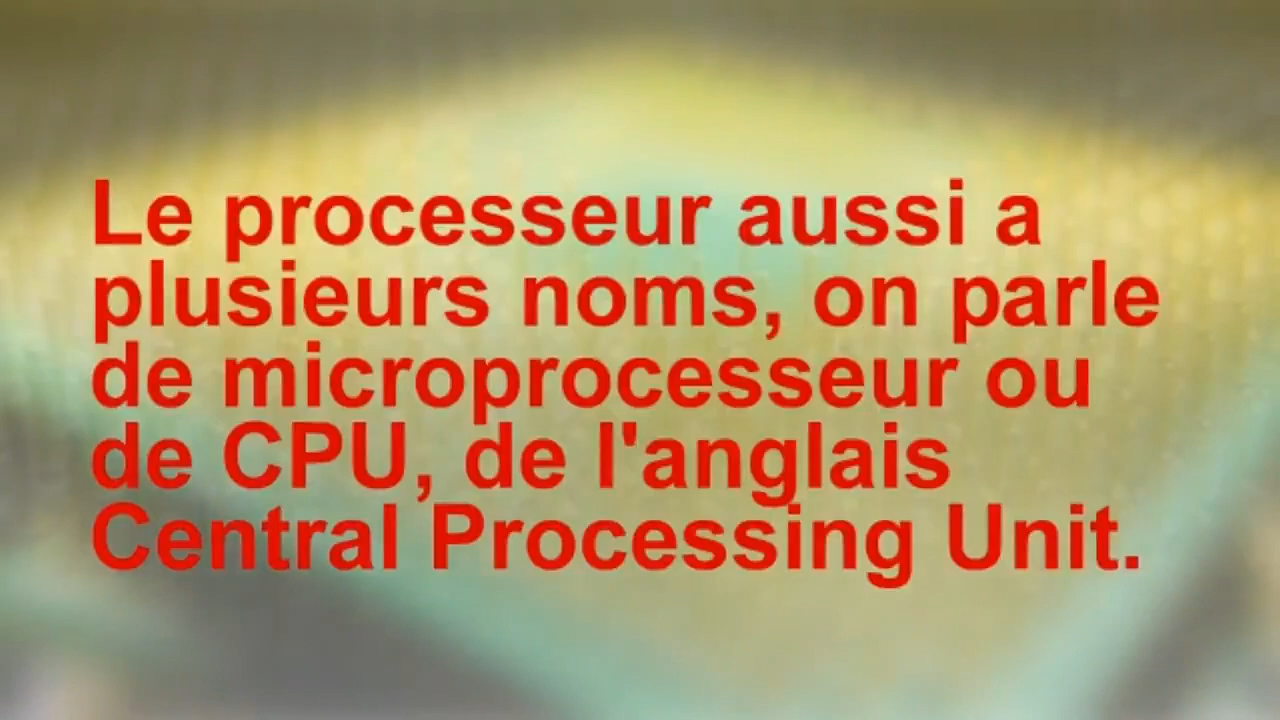 Le processeur aussi a
plusieurs noms, on parle
de microprocesseur ou
de CPU, de l'anglais
Central Processing Unit.